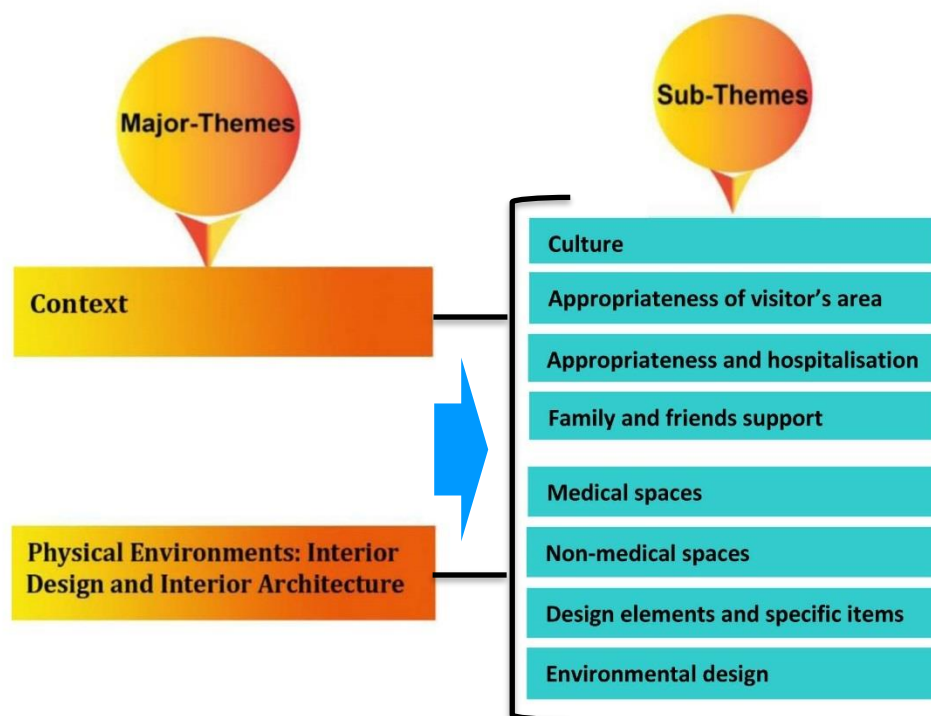 Major-Themes
Sub-Themes
Context
Physical Environments: Interior
Design and Interior Architecture
Culture
Appropriateness of visitor’s area
Appropriateness and hospitalisation
Family and friends support
Medical spaces
Non-medical spaces
Design elements and specific items
Environmental design